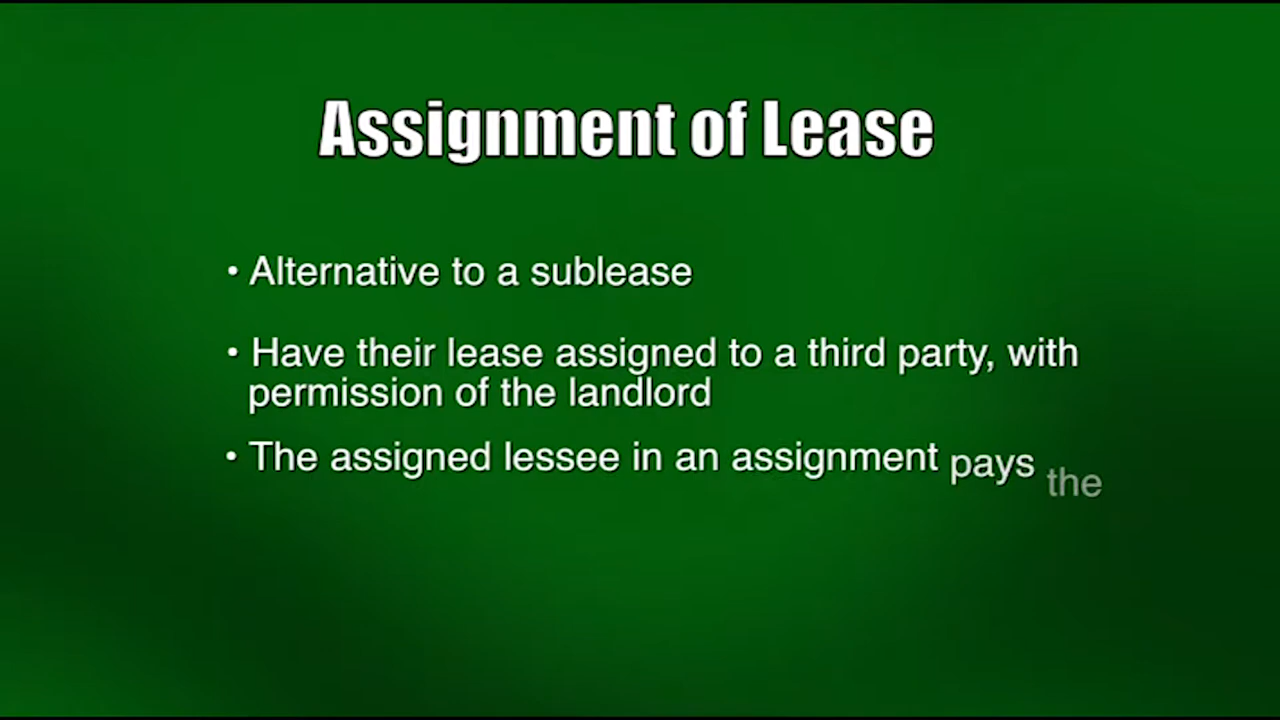 Assignment of Lease
• Alternative to a sublease
• Have their lease assigned to a third party, with
permission of the landlord
• The assigned lessee in an assignment pays the